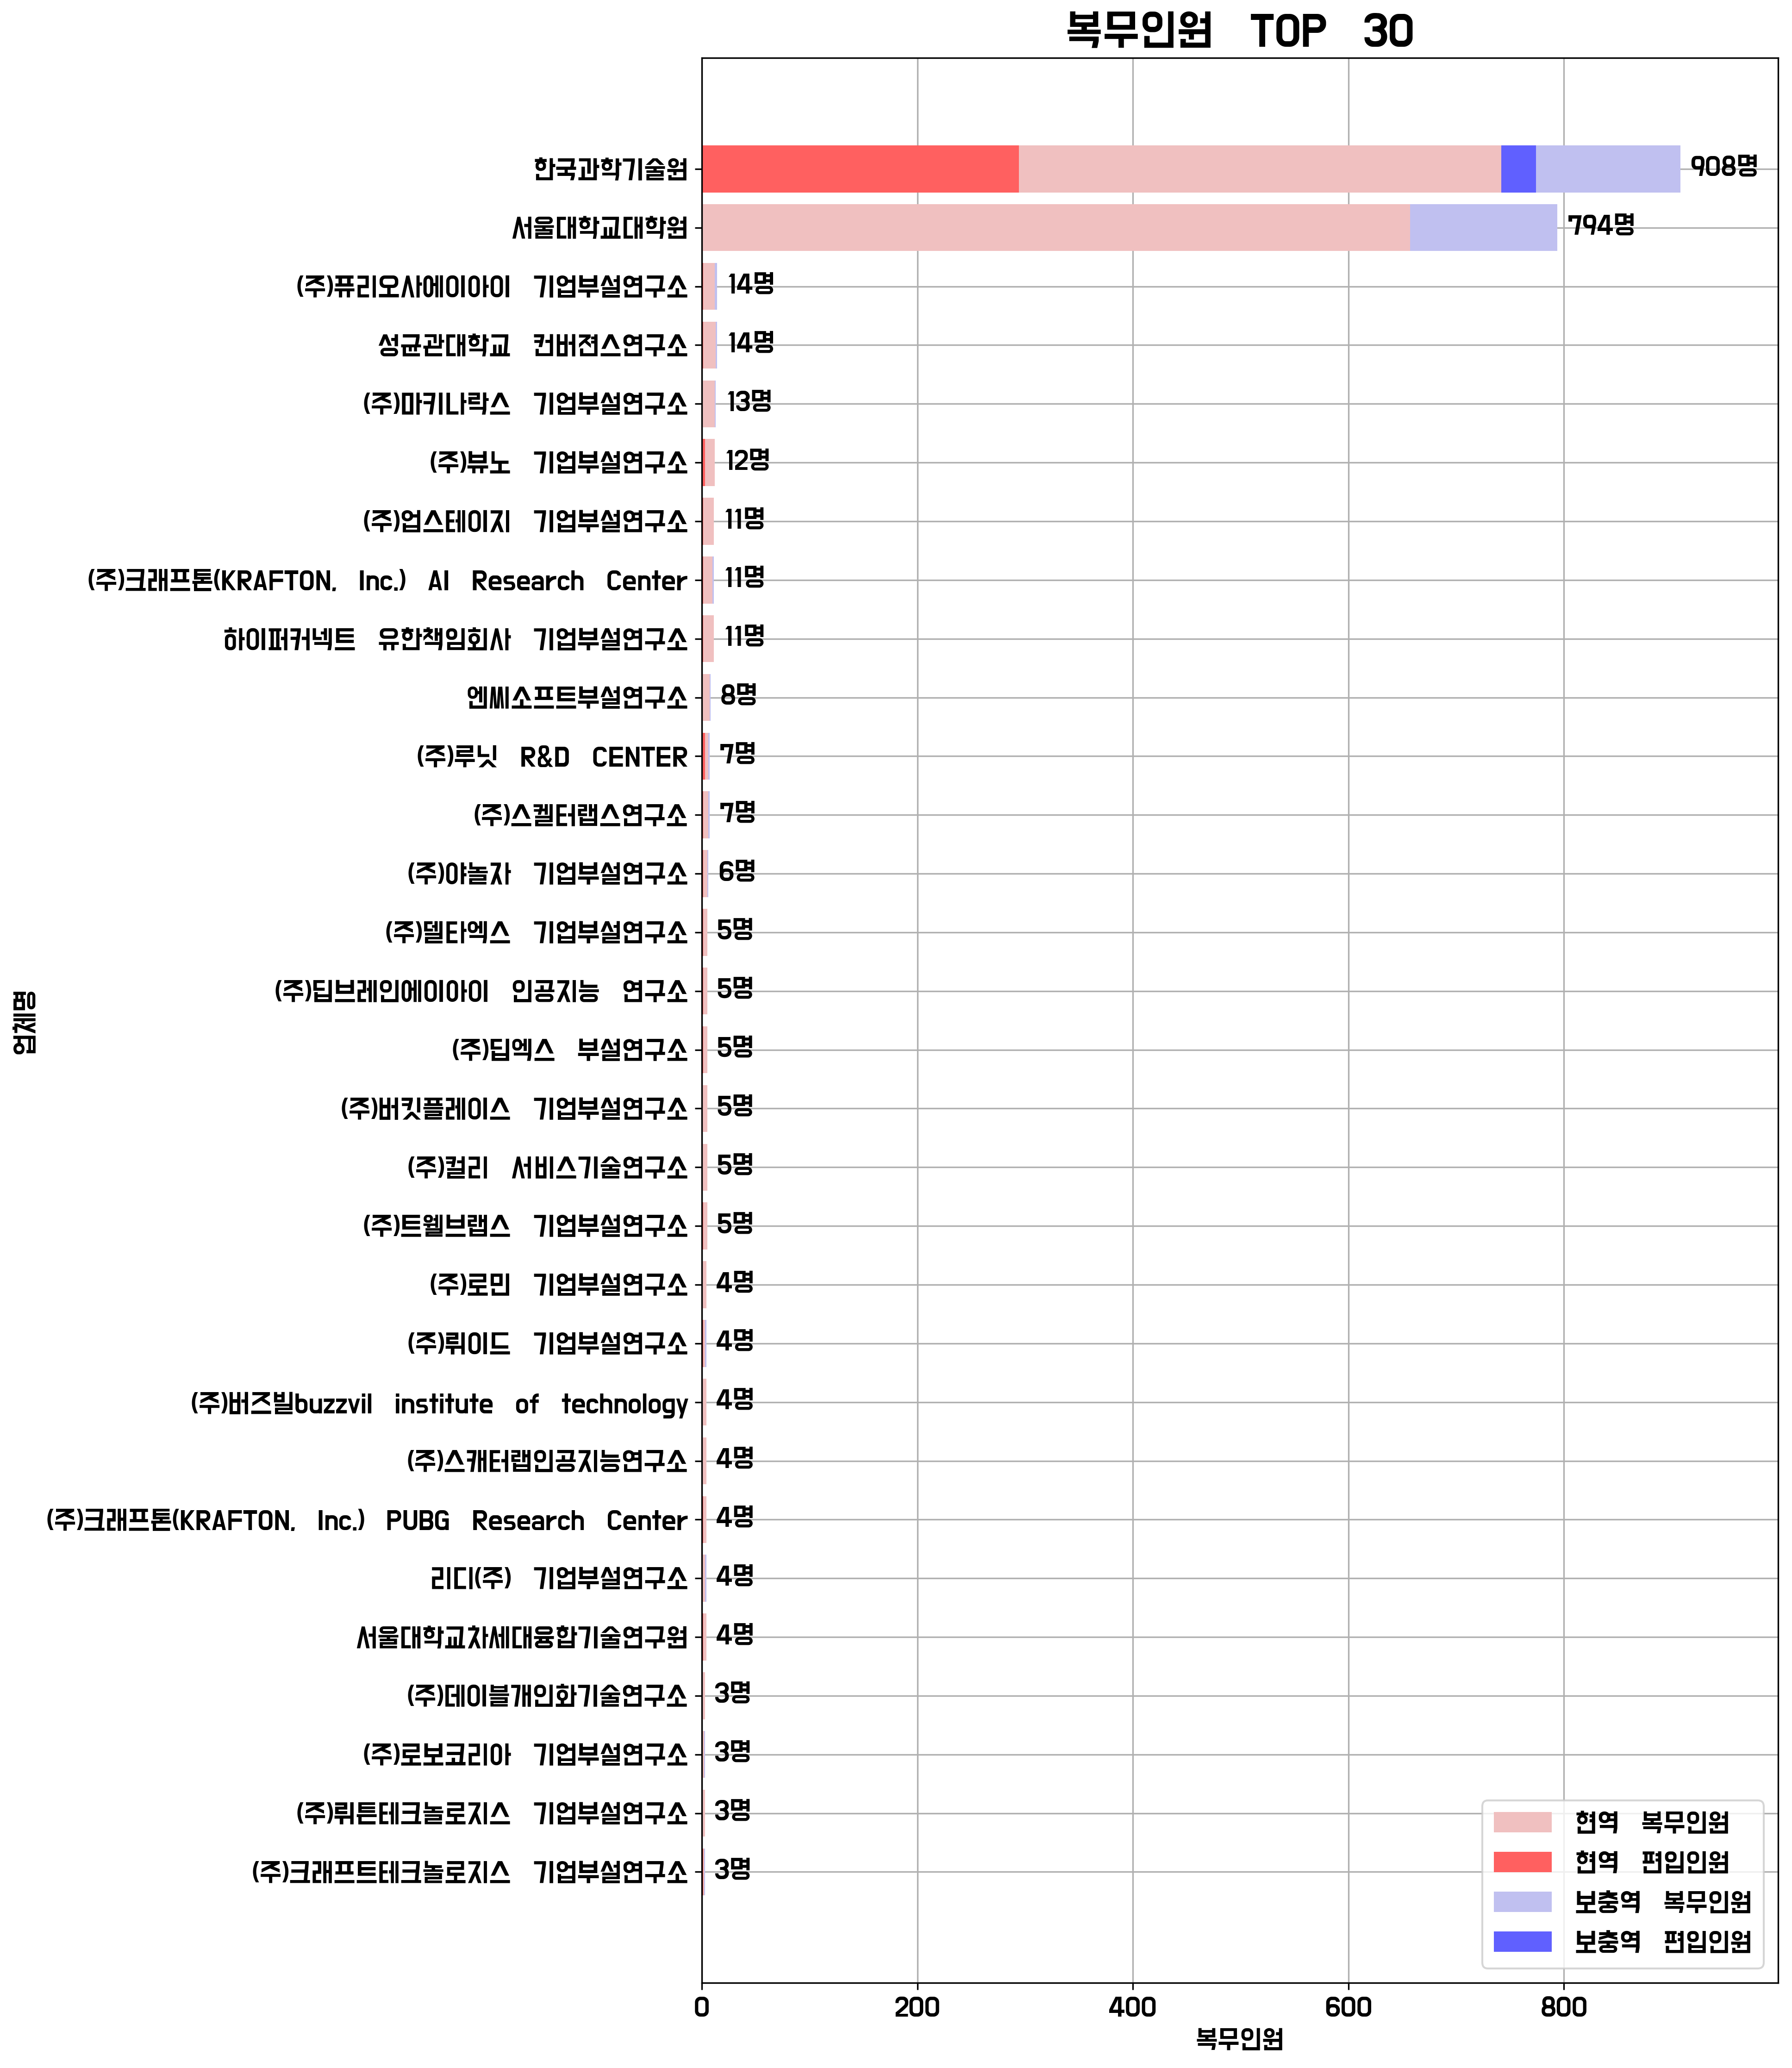 복무인원 TOP 30
한국과학기술원 908명
서울대학교대학원 794명
(주)퓨리오사에이아이 기업부설연구소 14명
성균관대학교 컨버젼스연구소 14명
(주)마키나락스 기업부설연구소 13명
(주)뷰노 기업부설연구소 12명
(주)업스테이지 기업부설연구소 11명
(주)크래프톤(KRAFTON, Inc.) AI Research Center 11명
하이퍼커넥트 유한책임회사 기업부설연구소 11명
엔씨소프트부설연구소 8명
(주)루닛 R&D CENTER 7명
(주)스켈터랩스연구소 7명
(주)야놀자 기업부설연구소 6명
(주)델타엑스 기업부설연구소 5명
(주)딥브레인에이아이 인공지능 연구소 5명
(주)딥엑스 부설연구소 5명
(주)버킷플레이스 기업부설연구소 5명
(주)컬리 서비스기술연구소 5명
(주)트웰브랩스 기업부설연구소 5명
(주)로민 기업부설연구소 4명
(주)뤼이드 기업부설연구소 4명
(주)버즈빌buzzvil institute of technology 4명
(주)스캐터랩인공지능연구소 4명
(주)크래프톤(KRAFTON, Inc.) PUBG Research Center 4명
리디(주) 기업부설연구소 4명
서울대학교차세대융합기술연구원 4명
(주)데이블개인화기술연구소 3명
(주)로보코리아 기업부설연구소 3명
(주)뤼튼테크놀로지스 기업부설연구소 3명
(주)크래프트테크놀로지스 기업부설연구소 3명
업체명
현역 복무인원
현역 편입인원
보충역 복무인원
보충역 편입인원
0 200 400 600 800
복무인원